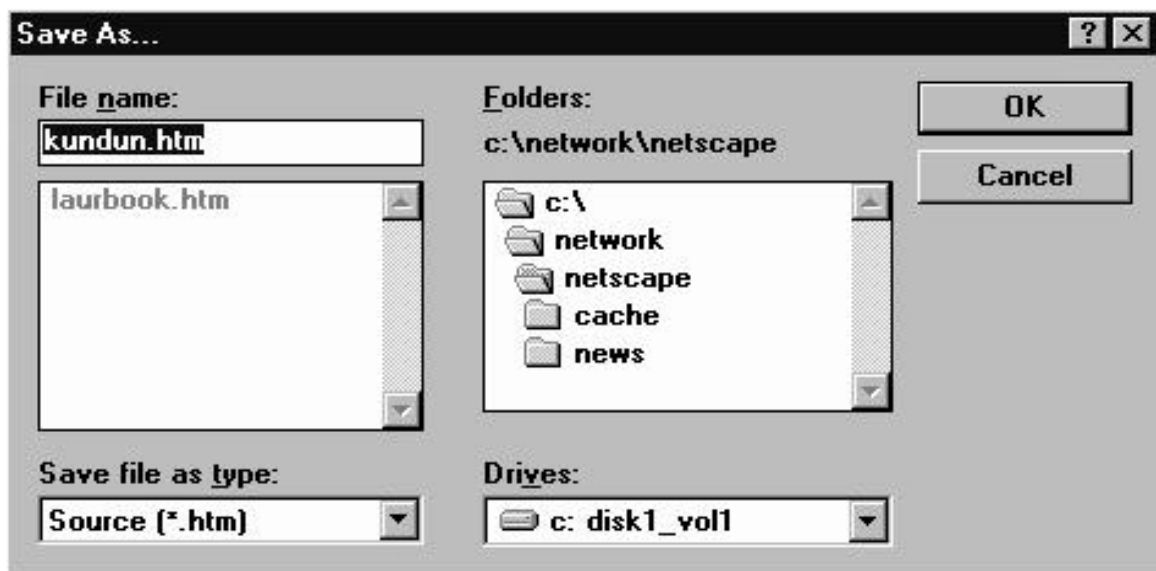 Save As...
File name:
kundun.htm
laurbook.htm
Save file as type:
Source (*.htm)
Folders:
c:\network\netscape
c:\
network
netscape
cache
news
Drives:
c: disk1_vol1
OK
Cancel